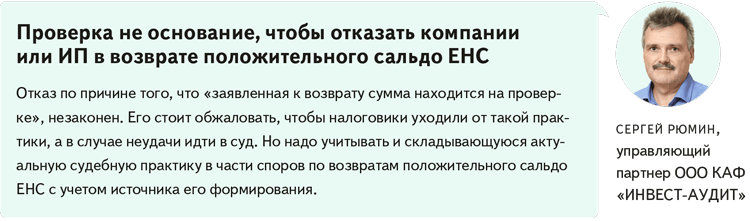 Проверка не основание, чтобы отказать компании
или ИП в возврате положительного сальдо ЕНС
Отказ по причине того, что «заявленная к возврату сумма находится на провер-
ке», незаконен. Его стоит обжаловать, чтобы налоговики уходили от такой прак-
тики, а в случае неудачи идти в суд. Но надо учитывать и складывающуюся акту-
альную судебную практику в части споров по возвратам положительного сальдо
ЕНС с учетом источника его формирования.
СЕРГЕЙ РЮМИН,
управляющий
партнер ООО КАФ
«ИНВЕСТ-АУДИТ»